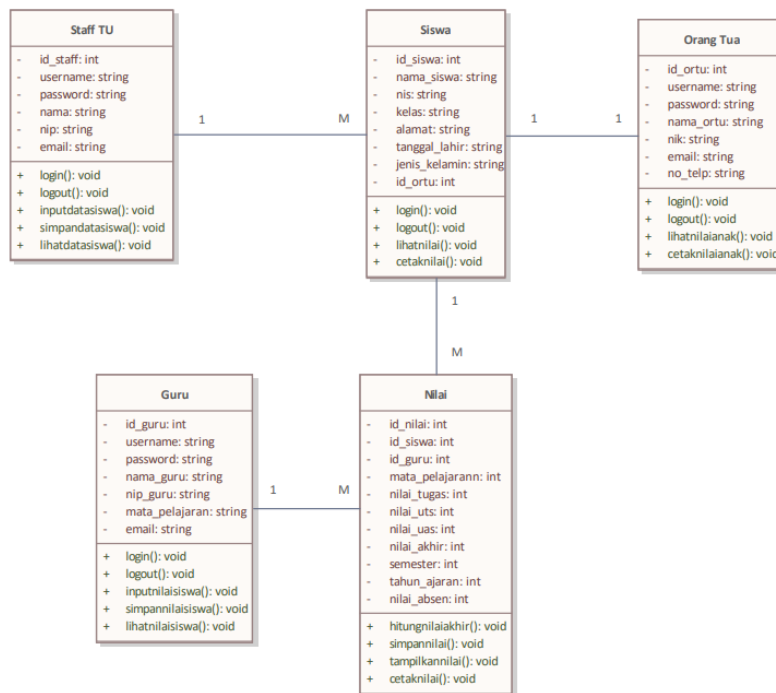 Staff TU
- id_staff: int
- username: string
- password: string
- nama: string
- nip: string
- email: string
+ login(): void
+ logout(): void
+ inputdatasiswa(): void
+ simpandatasiswa(): void
+ lihatdatasiswa(): void
1
M
Siswa
- id_siswa: int
- nama_siswa: string
- nis: string
- kelas: string
- alamat: string
- tanggal_lahir: string
- jenis_kelamin: string
- id_ortu: int
+ login(): void
+ logout(): void
+ lihatnilai(): void
+ cetaknilai(): void
1
1
Orang Tua
- id_ortu: int
- username: string
- password: string
- nama_ortu: string
- nik: string
- email: string
- no_telp: string
+ login(): void
+ logout(): void
+ lihatnilaianak(): void
+ cetaknilaianak(): void
1
M
Guru
- id_guru: int
- username: string
- password: string
- nama_guru: string
- nip_guru: string
- mata_pelajaran: string
- email: string
+ login(): void
+ logout(): void
+ inputnilaisiswa(): void
+ simpannilaisiswa(): void
+ lihatnilaisiswa(): void
1
M
Nilai
- id_nilai: int
- id_siswa: int
- id_guru: int
- mata_pelajarann: int
- nilai_tugas: int
- nilai_uts: int
- nilai_uas: int
- nilai_akhir: int
- semester: int
- tahun_ajaran: int
- nilai_absen: int
+ hitungnilaiakhir(): void
+ simpannilai(): void
+ tampilkannilai(): void
+ cetaknilai(): void